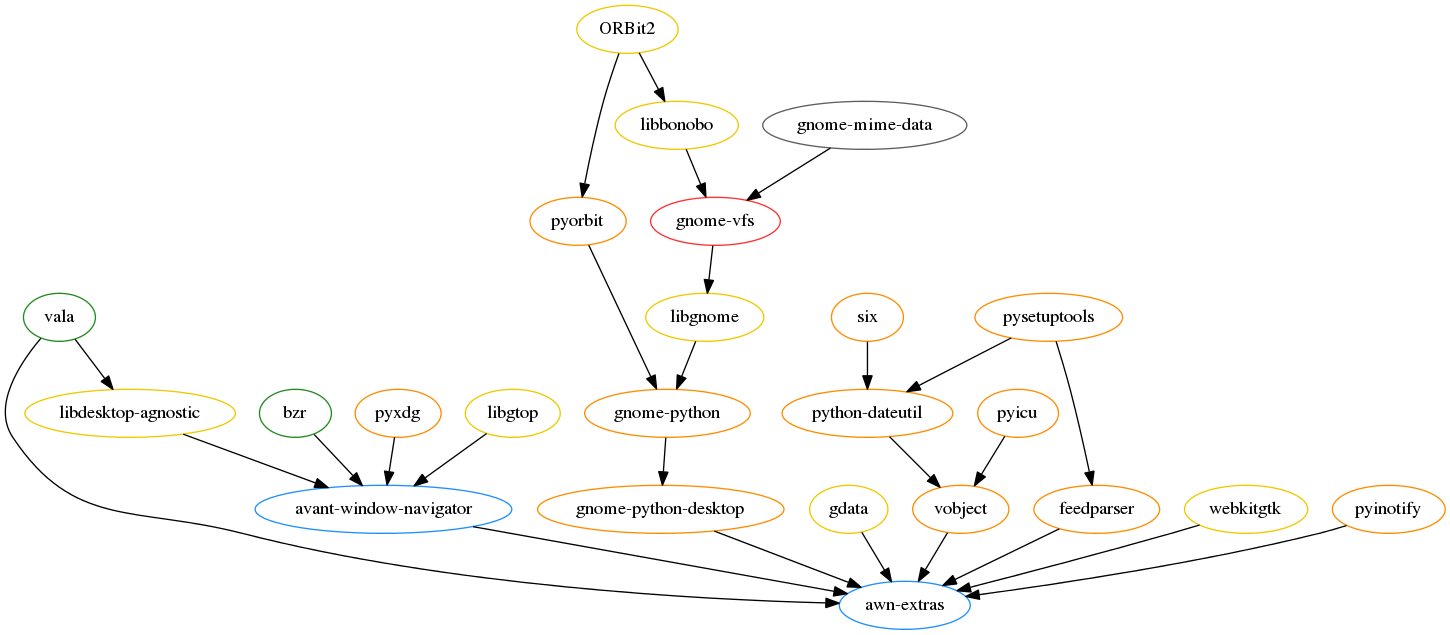 ORBit2
libbonobo
gnome-mime-data
pyorbit
gnome-vfs
vala
libgnome
six
pysetuptools
libdesktop-agnostic
bzr
pyxdg
libgtop
gnome-python
python-dateutil
pyicu
avant-window-navigator
gnome-python-desktop
gdata
vobject
feedparser
webkitgtk
pyinotify
awn-extras